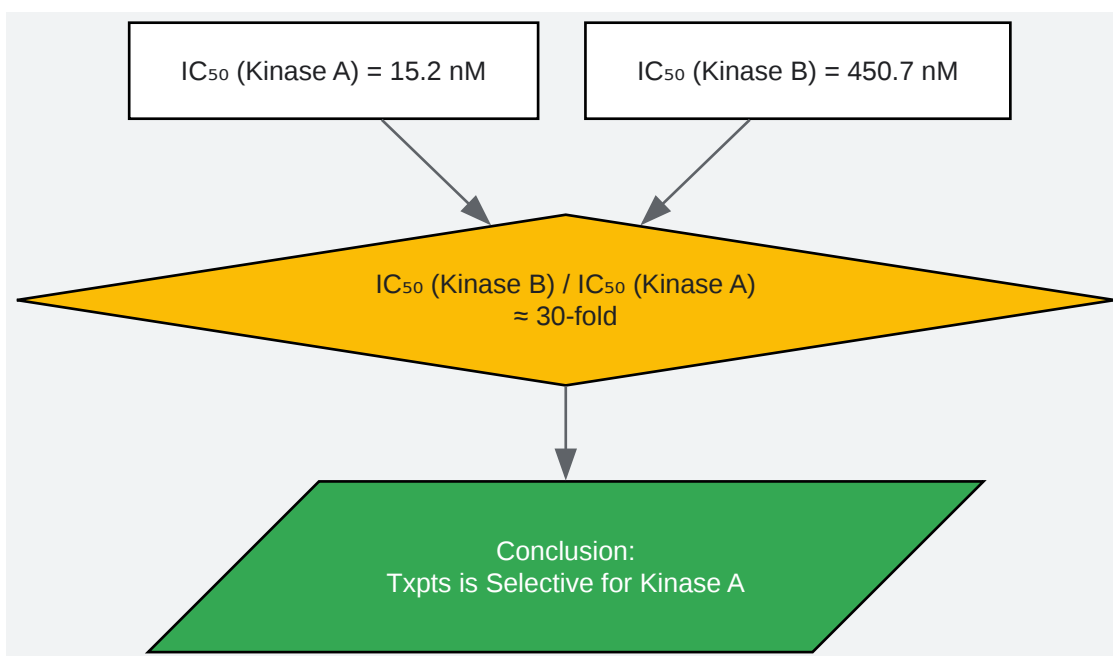 IC₅₀ (Kinase A) = 15.2 nM
IC₅₀ (Kinase B) = 450.7 nM
IC₅₀ (Kinase B) / IC₅₀ (Kinase A)
≈ 30-fold
Conclusion:
Txpts is Selective for Kinase A